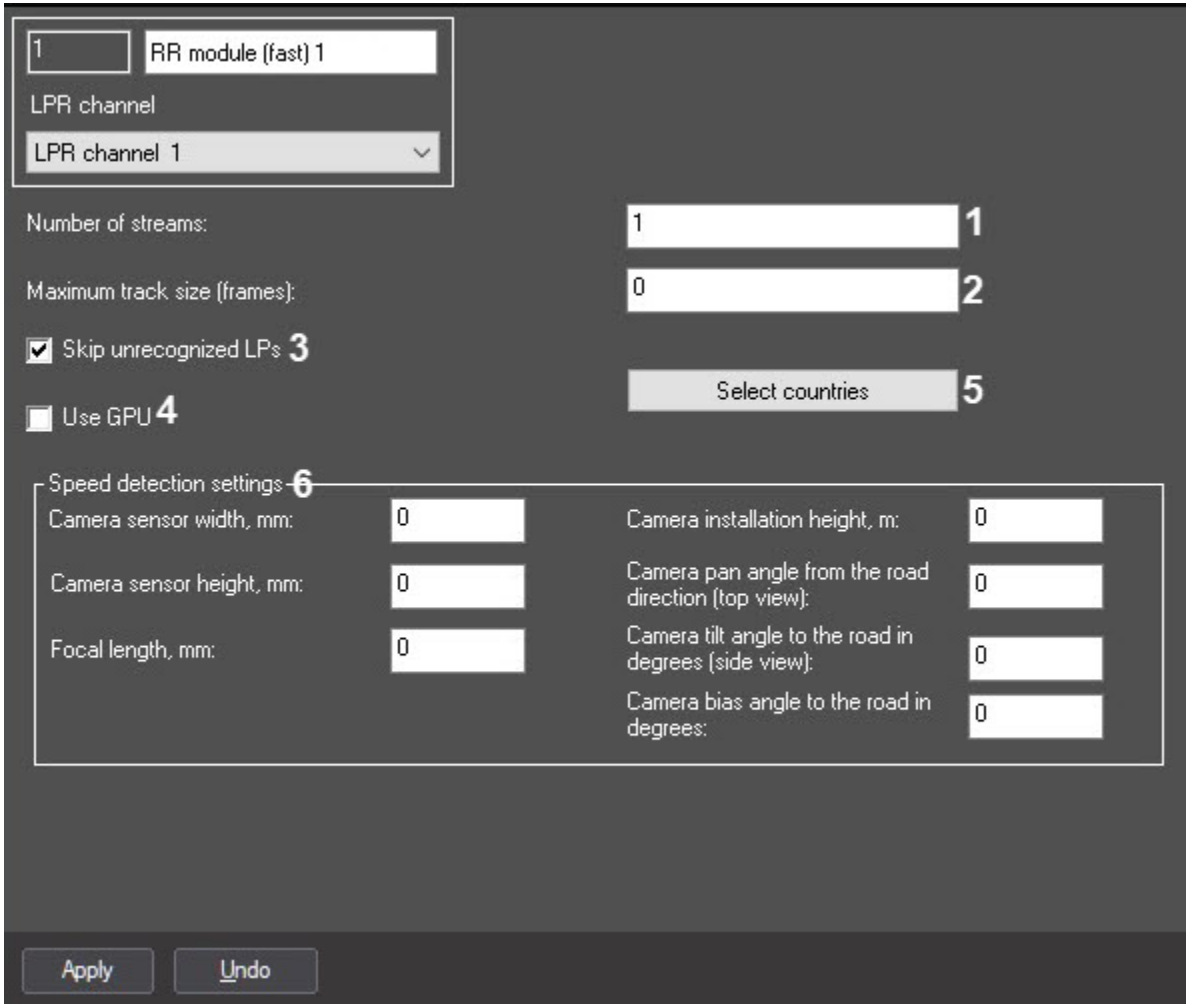 1 RR module (fast) 1
LPR channel
LPR channel 1
Number of streams: 1 1
Maximum track size (frames): 0 2
Skip unrecognized LPs 3
Select countries 5
Use GPU 4
Speed detection settings 6
Camera sensor width, mm: 0
Camera installation height, m: 0
Camera sensor height, mm: 0
Camera pan angle from the road
direction (top view): 0
Focal length, mm: 0
Camera tilt angle to the road in
degrees (side view): 0
Camera bias angle to the road in
degrees: 0
Apply Undo